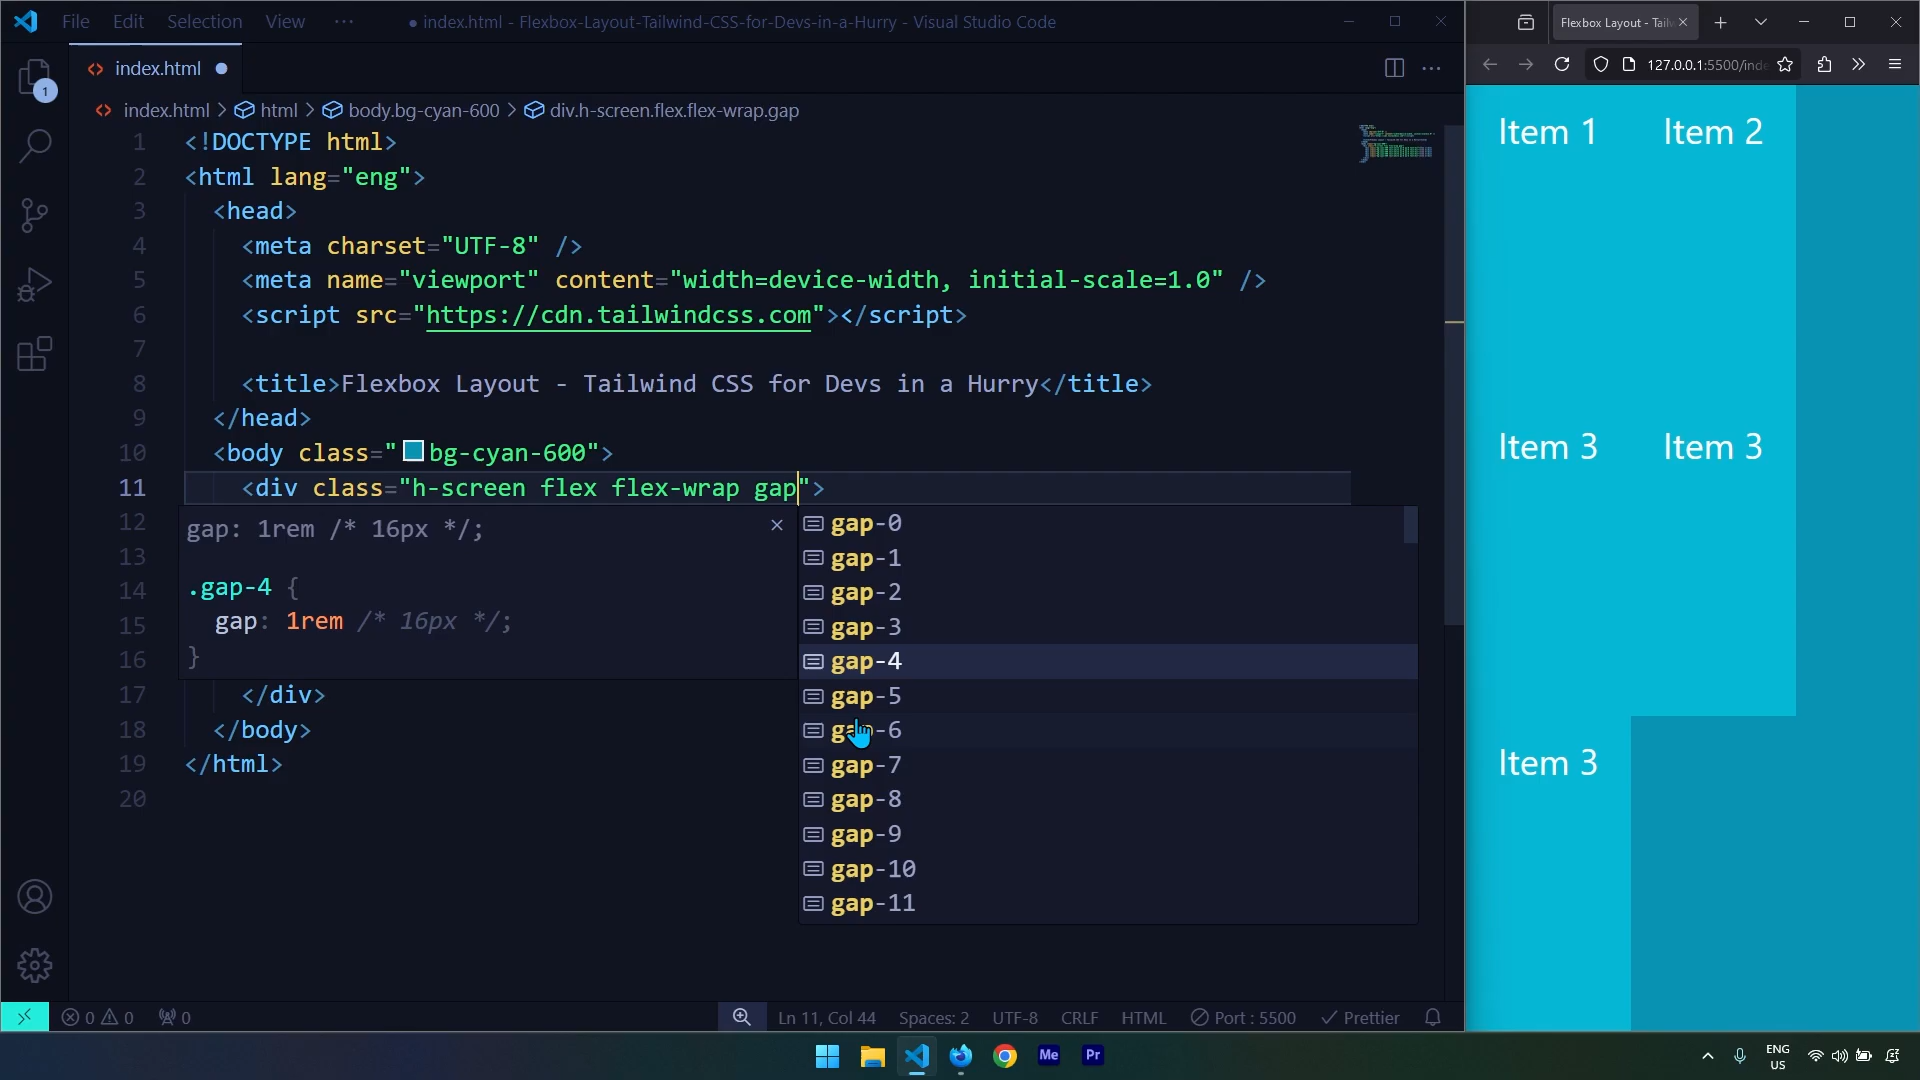 File Edit Selection View ··· ● index.html - Flexbox-Layout-Tailwind-CSS-for-Devs-in-a-Hurry - Visual Studio Code
Flexbox Layout - Tailw
index.html
127.0.0.1:5500/inde
1
index.html > html > body.bg-cyan-600 > div.h-screen.flex.flex-wrap.gap
1 <!DOCTYPE html>
2 <html lang="eng">
3 <head>
4 <meta charset="UTF-8" />
5 <meta name="viewport" content="width=device-width, initial-scale=1.0" />
6 <script src="https://cdn.tailwindcss.com"></script>
7
8 <title>Flexbox Layout - Tailwind CSS for Devs in a Hurry</title>
9 </head>
10 <body class="bg-cyan-600">
11 <div class="h-screen flex flex-wrap gap">
12
13
14
15
16
17 </div>
18 </body>
19 </html>
20
gap: 1rem /* 16px */;
.gap-4 {
gap: 1rem /* 16px */;
}
gap-0
gap-1
gap-2
gap-3
gap-4
gap-5
gap-6
gap-7
gap-8
gap-9
gap-10
gap-11
Item 1 Item 2
Item 3 Item 3
Item 3
0 0 0 Ln 11, Col 44 Spaces: 2 UTF-8 CRLF HTML Port : 5500 Prettier
Me Pr
ENG
US